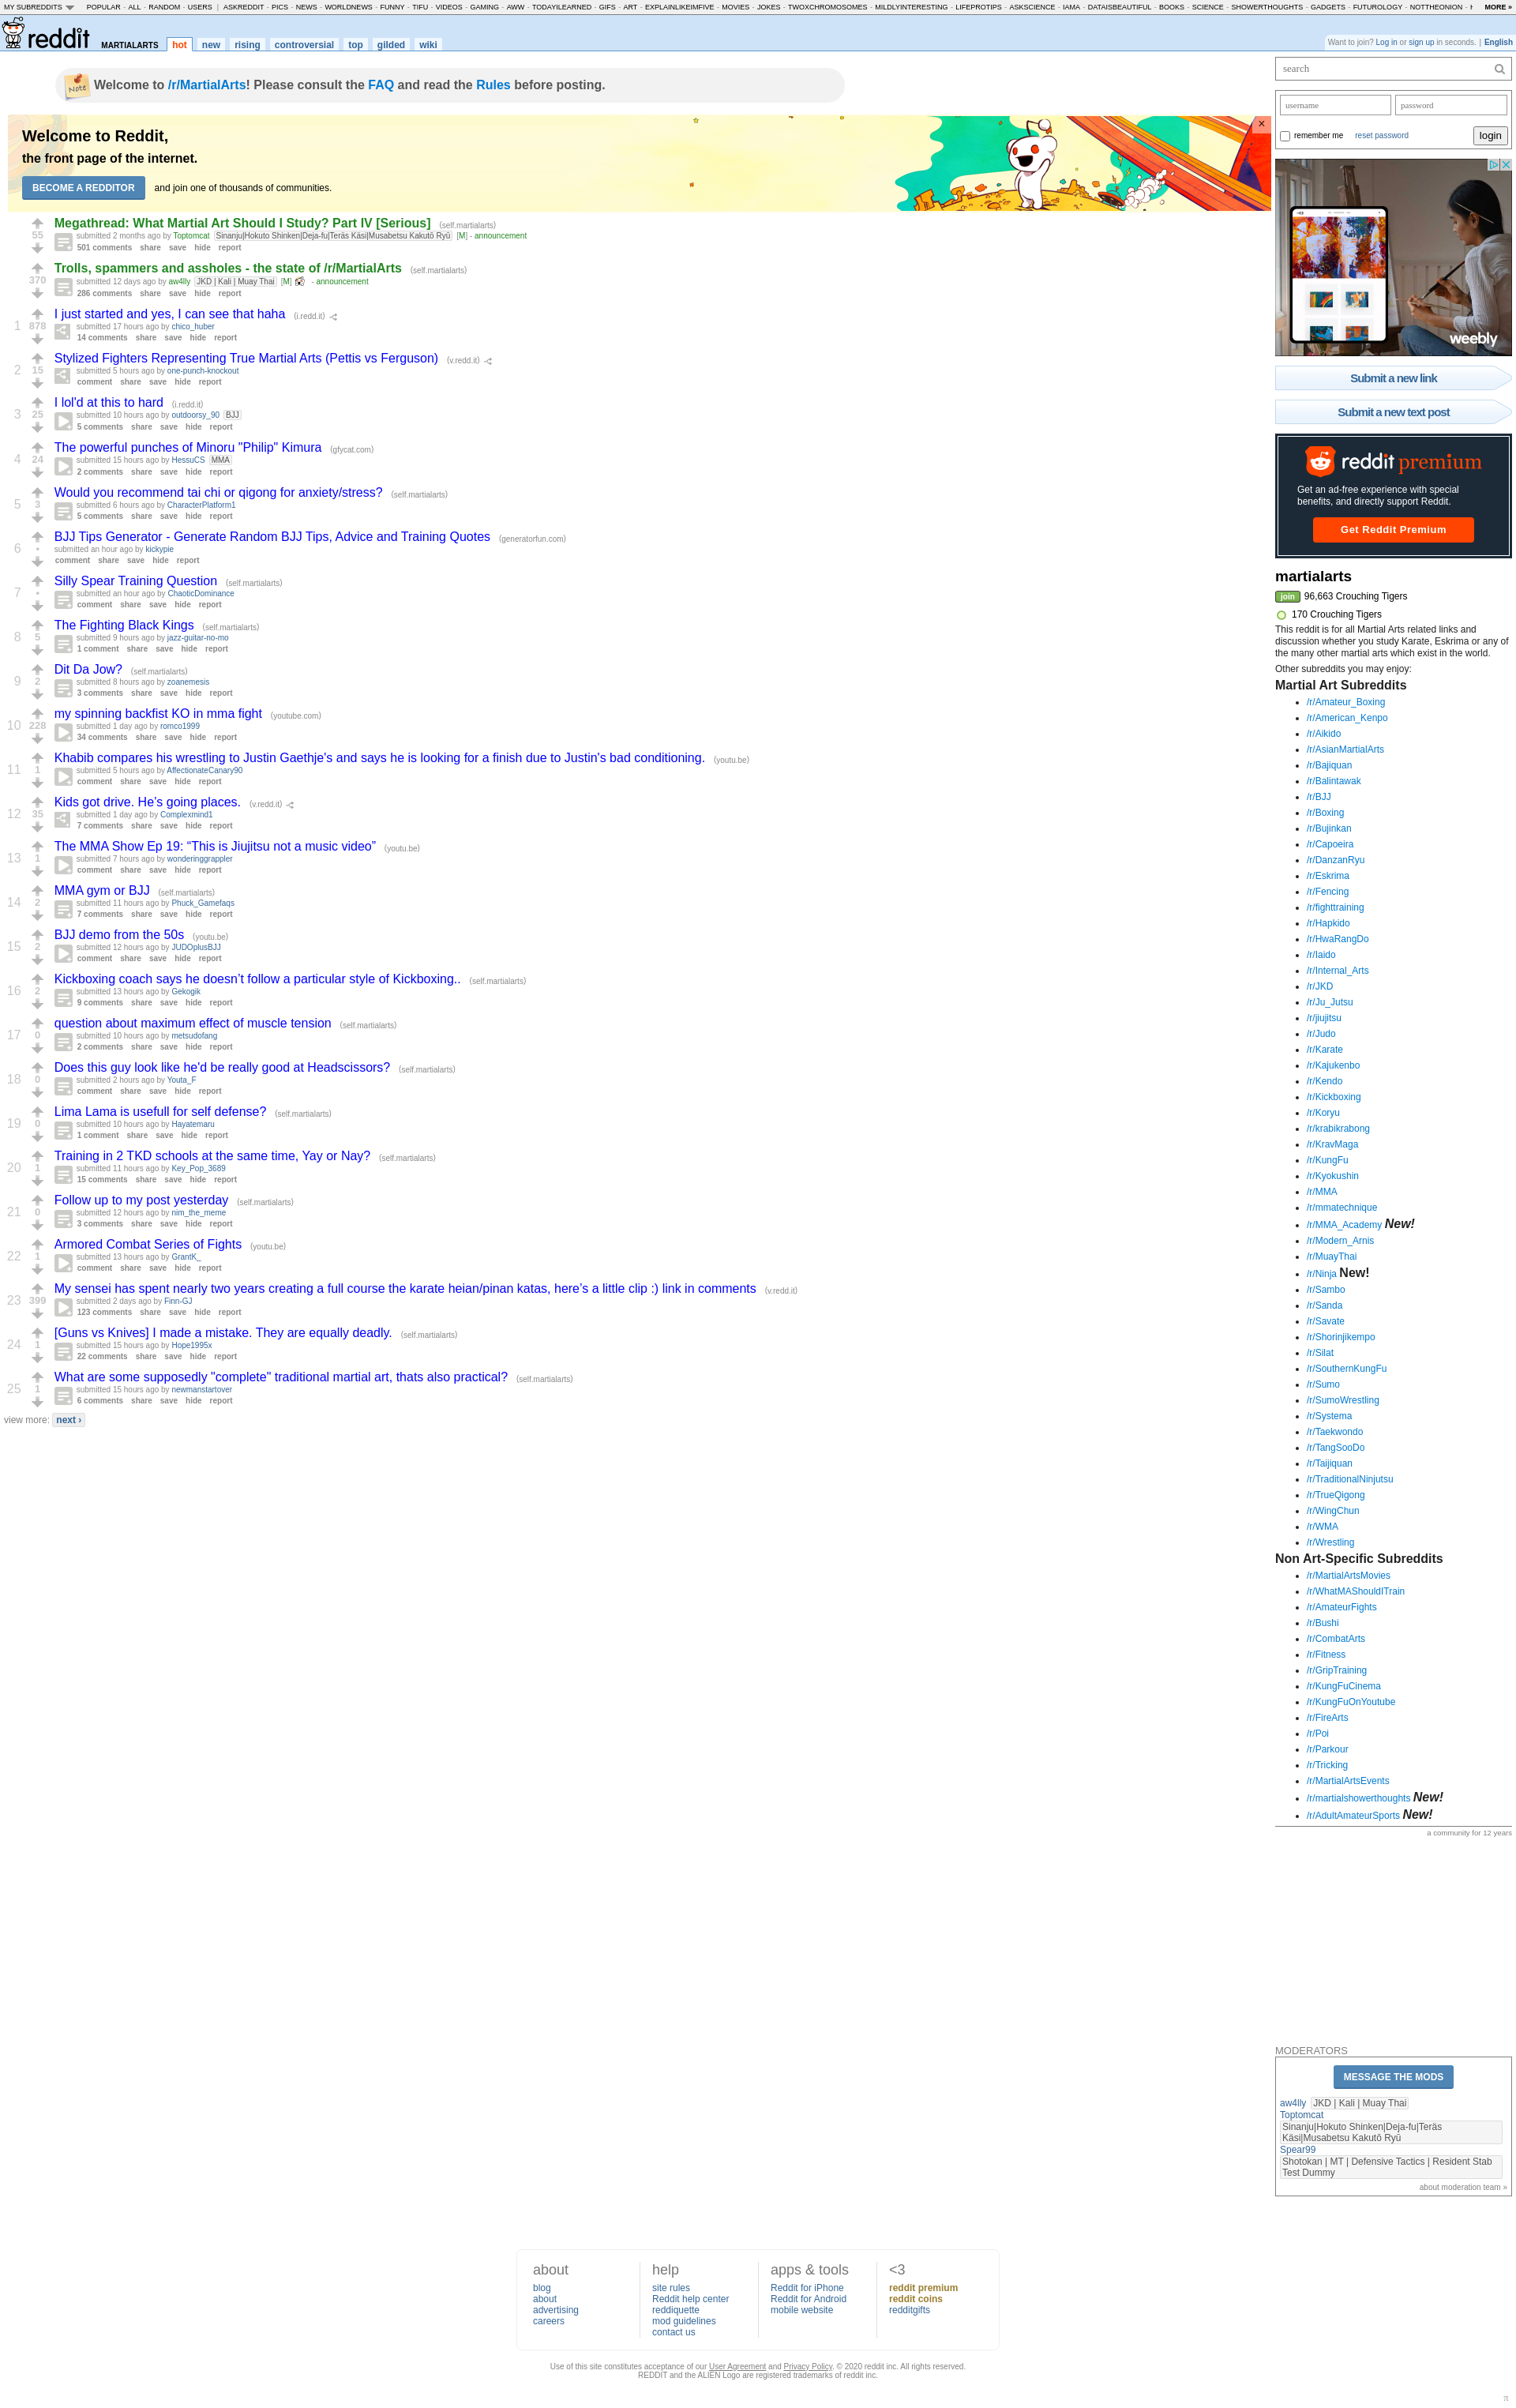 MY SUBREDDITS POPULAR - ALL - RANDOM - USERS | ASKREDDIT - PICS - NEWS - WORLDNEWS - FUNNY - TIFU - VIDEOS - GAMING - AWW - TODAYILEARNED - GIFS - ART - EXPLAINLIKEIMFIVE - MOVIES - JOKES - TWOXCHROMOSOMES - MILDLYINTERESTING - LIFEPROTIPS - ASKSCIENCE - IAMA - DATAISBEAUTIFUL - BOOKS - SCIENCE - SHOWERTHOUGHTS - GADGETS - FUTUROLOGY - NOTTHEONION - MORE »
reddit MARTIALARTS hot new rising controversial top gilded wiki
Want to join? Log in or sign up in seconds. | English
Note Welcome to /r/MartialArts! Please consult the FAQ and read the Rules before posting.
Welcome to Reddit,
the front page of the internet.
BECOME A REDDITOR and join one of thousands of communities.
×
Megathread: What Martial Art Should I Study? Part IV [Serious] (self.martialarts)
55
submitted 2 months ago by Toptomcat Sinanju|Hokuto Shinken|Deja-fu|Teräs Käsi|Musabetsu Kakutō Ryū [M] - announcement
501 comments share save hide report
Trolls, spammers and assholes - the state of /r/MartialArts (self.martialarts)
370
submitted 12 days ago by aw4lly JKD | Kali | Muay Thai [M] - announcement
286 comments share save hide report
I just started and yes, I can see that haha (i.redd.it)
1 878
submitted 17 hours ago by chico_huber
14 comments share save hide report
Stylized Fighters Representing True Martial Arts (Pettis vs Ferguson) (v.redd.it)
2 15
submitted 5 hours ago by one-punch-knockout
comment share save hide report
I lol'd at this to hard (i.redd.it)
3 25
submitted 10 hours ago by outdoorsy_90 BJJ
5 comments share save hide report
The powerful punches of Minoru "Philip" Kimura (gfycat.com)
4 24
submitted 15 hours ago by HessuCS MMA
2 comments share save hide report
Would you recommend tai chi or qigong for anxiety/stress? (self.martialarts)
5 3
submitted 6 hours ago by CharacterPlatform1
5 comments share save hide report
BJJ Tips Generator - Generate Random BJJ Tips, Advice and Training Quotes (generatorfun.com)
6 •
submitted an hour ago by kickypie
comment share save hide report
Silly Spear Training Question (self.martialarts)
7 •
submitted an hour ago by ChaoticDominance
comment share save hide report
The Fighting Black Kings (self.martialarts)
8 5
submitted 9 hours ago by jazz-guitar-no-mo
1 comment share save hide report
Dit Da Jow? (self.martialarts)
9 2
submitted 8 hours ago by zoanemesis
3 comments share save hide report
my spinning backfist KO in mma fight (youtube.com)
10 228
submitted 1 day ago by romco1999
34 comments share save hide report
Khabib compares his wrestling to Justin Gaethje's and says he is looking for a finish due to Justin's bad conditioning. (youtu.be)
11 1
submitted 5 hours ago by AffectionateCanary90
comment share save hide report
Kids got drive. He's going places. (v.redd.it)
12 35
submitted 1 day ago by Complexmind1
7 comments share save hide report
The MMA Show Ep 19: “This is Jiujitsu not a music video” (youtu.be)
13 1
submitted 7 hours ago by wonderinggrappler
comment share save hide report
MMA gym or BJJ (self.martialarts)
14 2
submitted 11 hours ago by Phuck_Gamefaqs
7 comments share save hide report
BJJ demo from the 50s (youtu.be)
15 2
submitted 12 hours ago by JUDOplusBJJ
comment share save hide report
Kickboxing coach says he doesn’t follow a particular style of Kickboxing.. (self.martialarts)
16 2
submitted 13 hours ago by Gekogik
9 comments share save hide report
question about maximum effect of muscle tension (self.martialarts)
17 0
submitted 10 hours ago by metsudofang
2 comments share save hide report
Does this guy look like he'd be really good at Headscissors? (self.martialarts)
18 0
submitted 2 hours ago by Youta_F
comment share save hide report
Lima Lama is usefull for self defense? (self.martialarts)
19 0
submitted 10 hours ago by Hayatemaru
1 comment share save hide report
Training in 2 TKD schools at the same time, Yay or Nay? (self.martialarts)
20 1
submitted 11 hours ago by Key_Pop_3689
15 comments share save hide report
Follow up to my post yesterday (self.martialarts)
21 0
submitted 12 hours ago by nim_the_meme
3 comments share save hide report
Armored Combat Series of Fights (youtu.be)
22 1
submitted 13 hours ago by GrantK_
comment share save hide report
My sensei has spent nearly two years creating a full course the karate heian/pinan katas, here’s a little clip :) link in comments (v.redd.it)
23 399
submitted 2 days ago by Finn-GJ
123 comments share save hide report
[Guns vs Knives] I made a mistake. They are equally deadly. (self.martialarts)
24 1
submitted 15 hours ago by Hope1995x
22 comments share save hide report
What are some supposedly "complete" traditional martial art, thats also practical? (self.martialarts)
25 1
submitted 15 hours ago by newmanstartover
6 comments share save hide report
view more: next ›
search
username password
remember me reset password login
weebly
Submit a new link
Submit a new text post
reddit premium
Get an ad-free experience with special
benefits, and directly support Reddit.
Get Reddit Premium
martialarts
join 96,663 Crouching Tigers
170 Crouching Tigers
This reddit is for all Martial Arts related links and
discussion whether you study Karate, Eskrima or any of
the many other martial arts which exist in the world.
Other subreddits you may enjoy:
Martial Art Subreddits
/r/Amateur_Boxing
/r/American_Kenpo
/r/Aikido
/r/AsianMartialArts
/r/Bajiquan
/r/Balintawak
/r/BJJ
/r/Boxing
/r/Bujinkan
/r/Capoeira
/r/DanzanRyu
/r/Eskrima
/r/Fencing
/r/fighttraining
/r/Hapkido
/r/HwaRangDo
/r/Iaido
/r/Internal_Arts
/r/JKD
/r/Ju_Jutsu
/r/jiujitsu
/r/Judo
/r/Karate
/r/Kajukenbo
/r/Kendo
/r/Kickboxing
/r/Koryu
/r/krabikrabong
/r/KravMaga
/r/KungFu
/r/Kyokushin
/r/MMA
/r/mmatechnique
/r/MMA_Academy New!
/r/Modern_Arnis
/r/MuayThai
/r/Ninja New!
/r/Sambo
/r/Sanda
/r/Savate
/r/Shorinjikempo
/r/Silat
/r/SouthernKungFu
/r/Sumo
/r/SumoWrestling
/r/Systema
/r/Taekwondo
/r/TangSooDo
/r/Taijiquan
/r/TraditionalNinjutsu
/r/TrueQigong
/r/WingChun
/r/WMA
/r/Wrestling
Non Art-Specific Subreddits
/r/MartialArtsMovies
/r/WhatMAShouldITrain
/r/AmateurFights
/r/Bushi
/r/CombatArts
/r/Fitness
/r/GripTraining
/r/KungFuCinema
/r/KungFuOnYoutube
/r/FireArts
/r/Poi
/r/Parkour
/r/Tricking
/r/MartialArtsEvents
/r/martialshowerthoughts New!
/r/AdultAmateurSports New!
a community for 12 years
MODERATORS
MESSAGE THE MODS
aw4lly JKD | Kali | Muay Thai
Toptomcat
Sinanju|Hokuto Shinken|Deja-fu|Teräs
Käsi|Musabetsu Kakutō Ryū
Spear99
Shotokan | MT | Defensive Tactics | Resident Stab
Test Dummy
about moderation team »
about
blog
about
advertising
careers
help
site rules
Reddit help center
reddiquette
mod guidelines
contact us
apps & tools
Reddit for iPhone
Reddit for Android
mobile website
<3
reddit premium
reddit coins
redditgifts
Use of this site constitutes acceptance of our User Agreement and Privacy Policy. © 2020 reddit inc. All rights reserved.
REDDIT and the ALIEN Logo are registered trademarks of reddit inc.
π